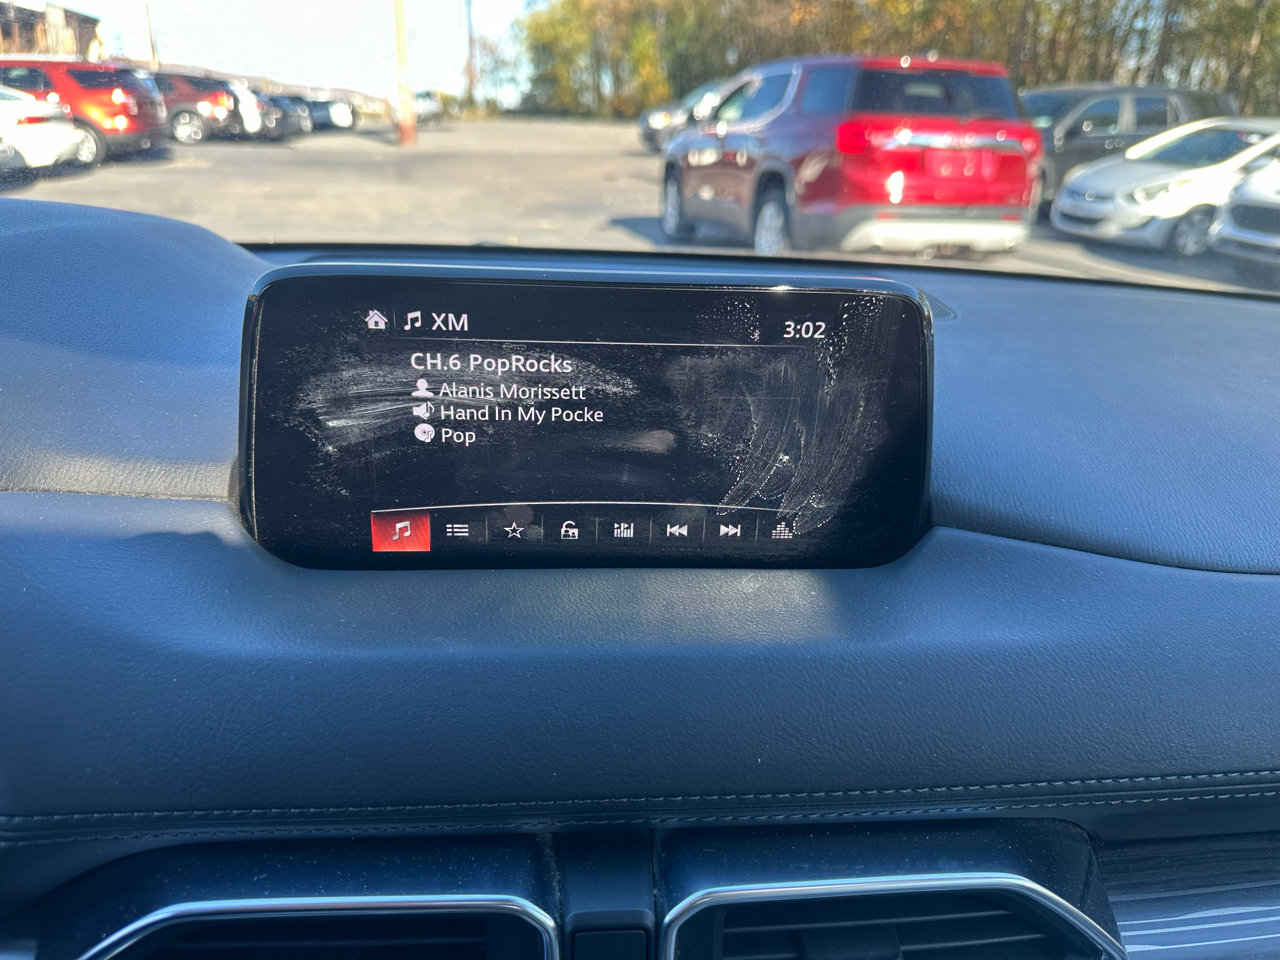 XM
3:02
CH.6 PopRocks
Alanis Morissett
Hand In My Pocke
Pop